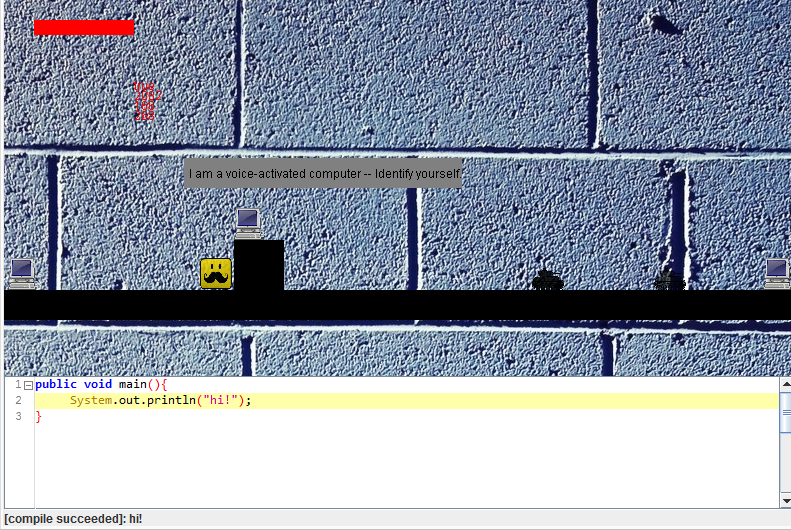 I am a voice-activated computer -- Identify yourself.
1 public void main(){
2 System.out.println("hi!");
3 }
[compile succeeded]: hi!